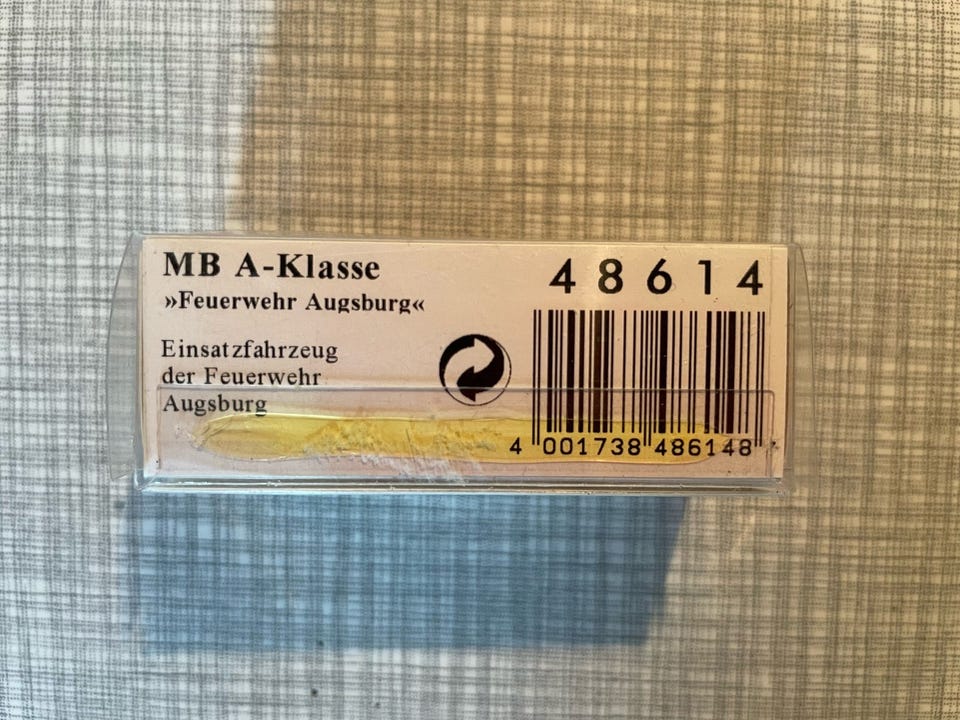 MB A-Klasse
»Feuerwehr Augsburg«
Einsatzfahrzeug
der Feuerwehr
Augsburg
48614
4 001738 486148